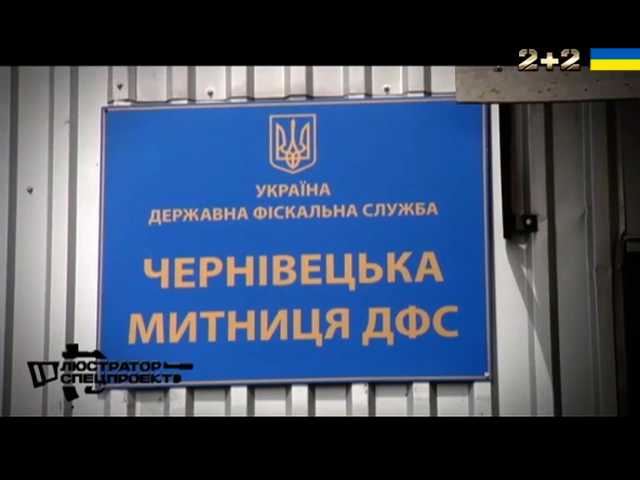 2+2
УКРАЇНА
ДЕРЖАВНА ФІСКАЛЬНА СЛУЖБА
ЧЕРНІВЕЦЬКА
МИТНИЦЯ ДФС
ЛЮСТРАТОР
СПЕЦПРОЕКТ